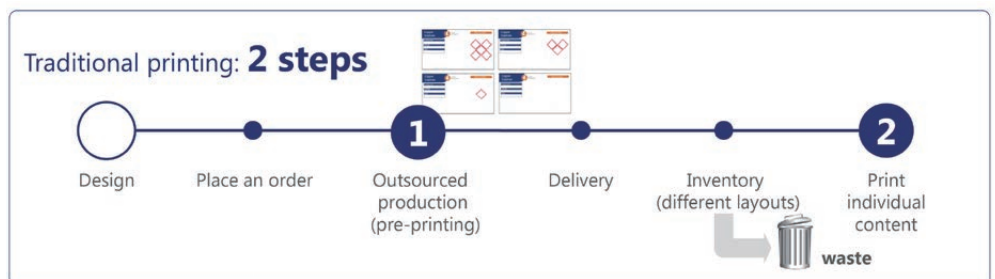 Traditional printing: 2 steps
1
2
Design
Place an order
Outsourced
production
(pre-printing)
Delivery
Inventory
(different layouts)
Print
individual
content
waste